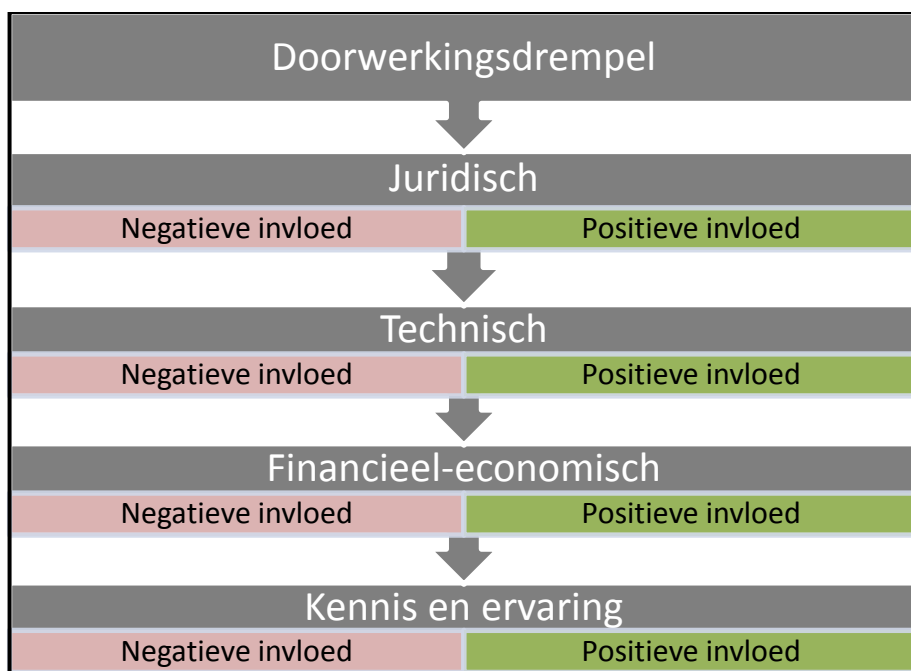 Doorwerkingsdrempel
Juridisch
Negatieve invloed Positieve invloed
Technisch
Negatieve invloed Positieve invloed
Financieel-economisch
Negatieve invloed Positieve invloed
Kennis en ervaring
Negatieve invloed Positieve invloed